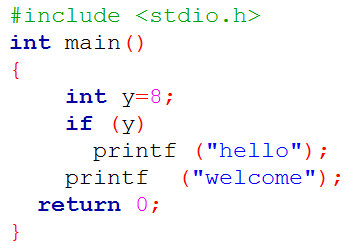 #include <stdio.h>
int main()
{
    int y=8;
    if (y)
      printf ("hello");
    printf  ("welcome");
  return 0;
}